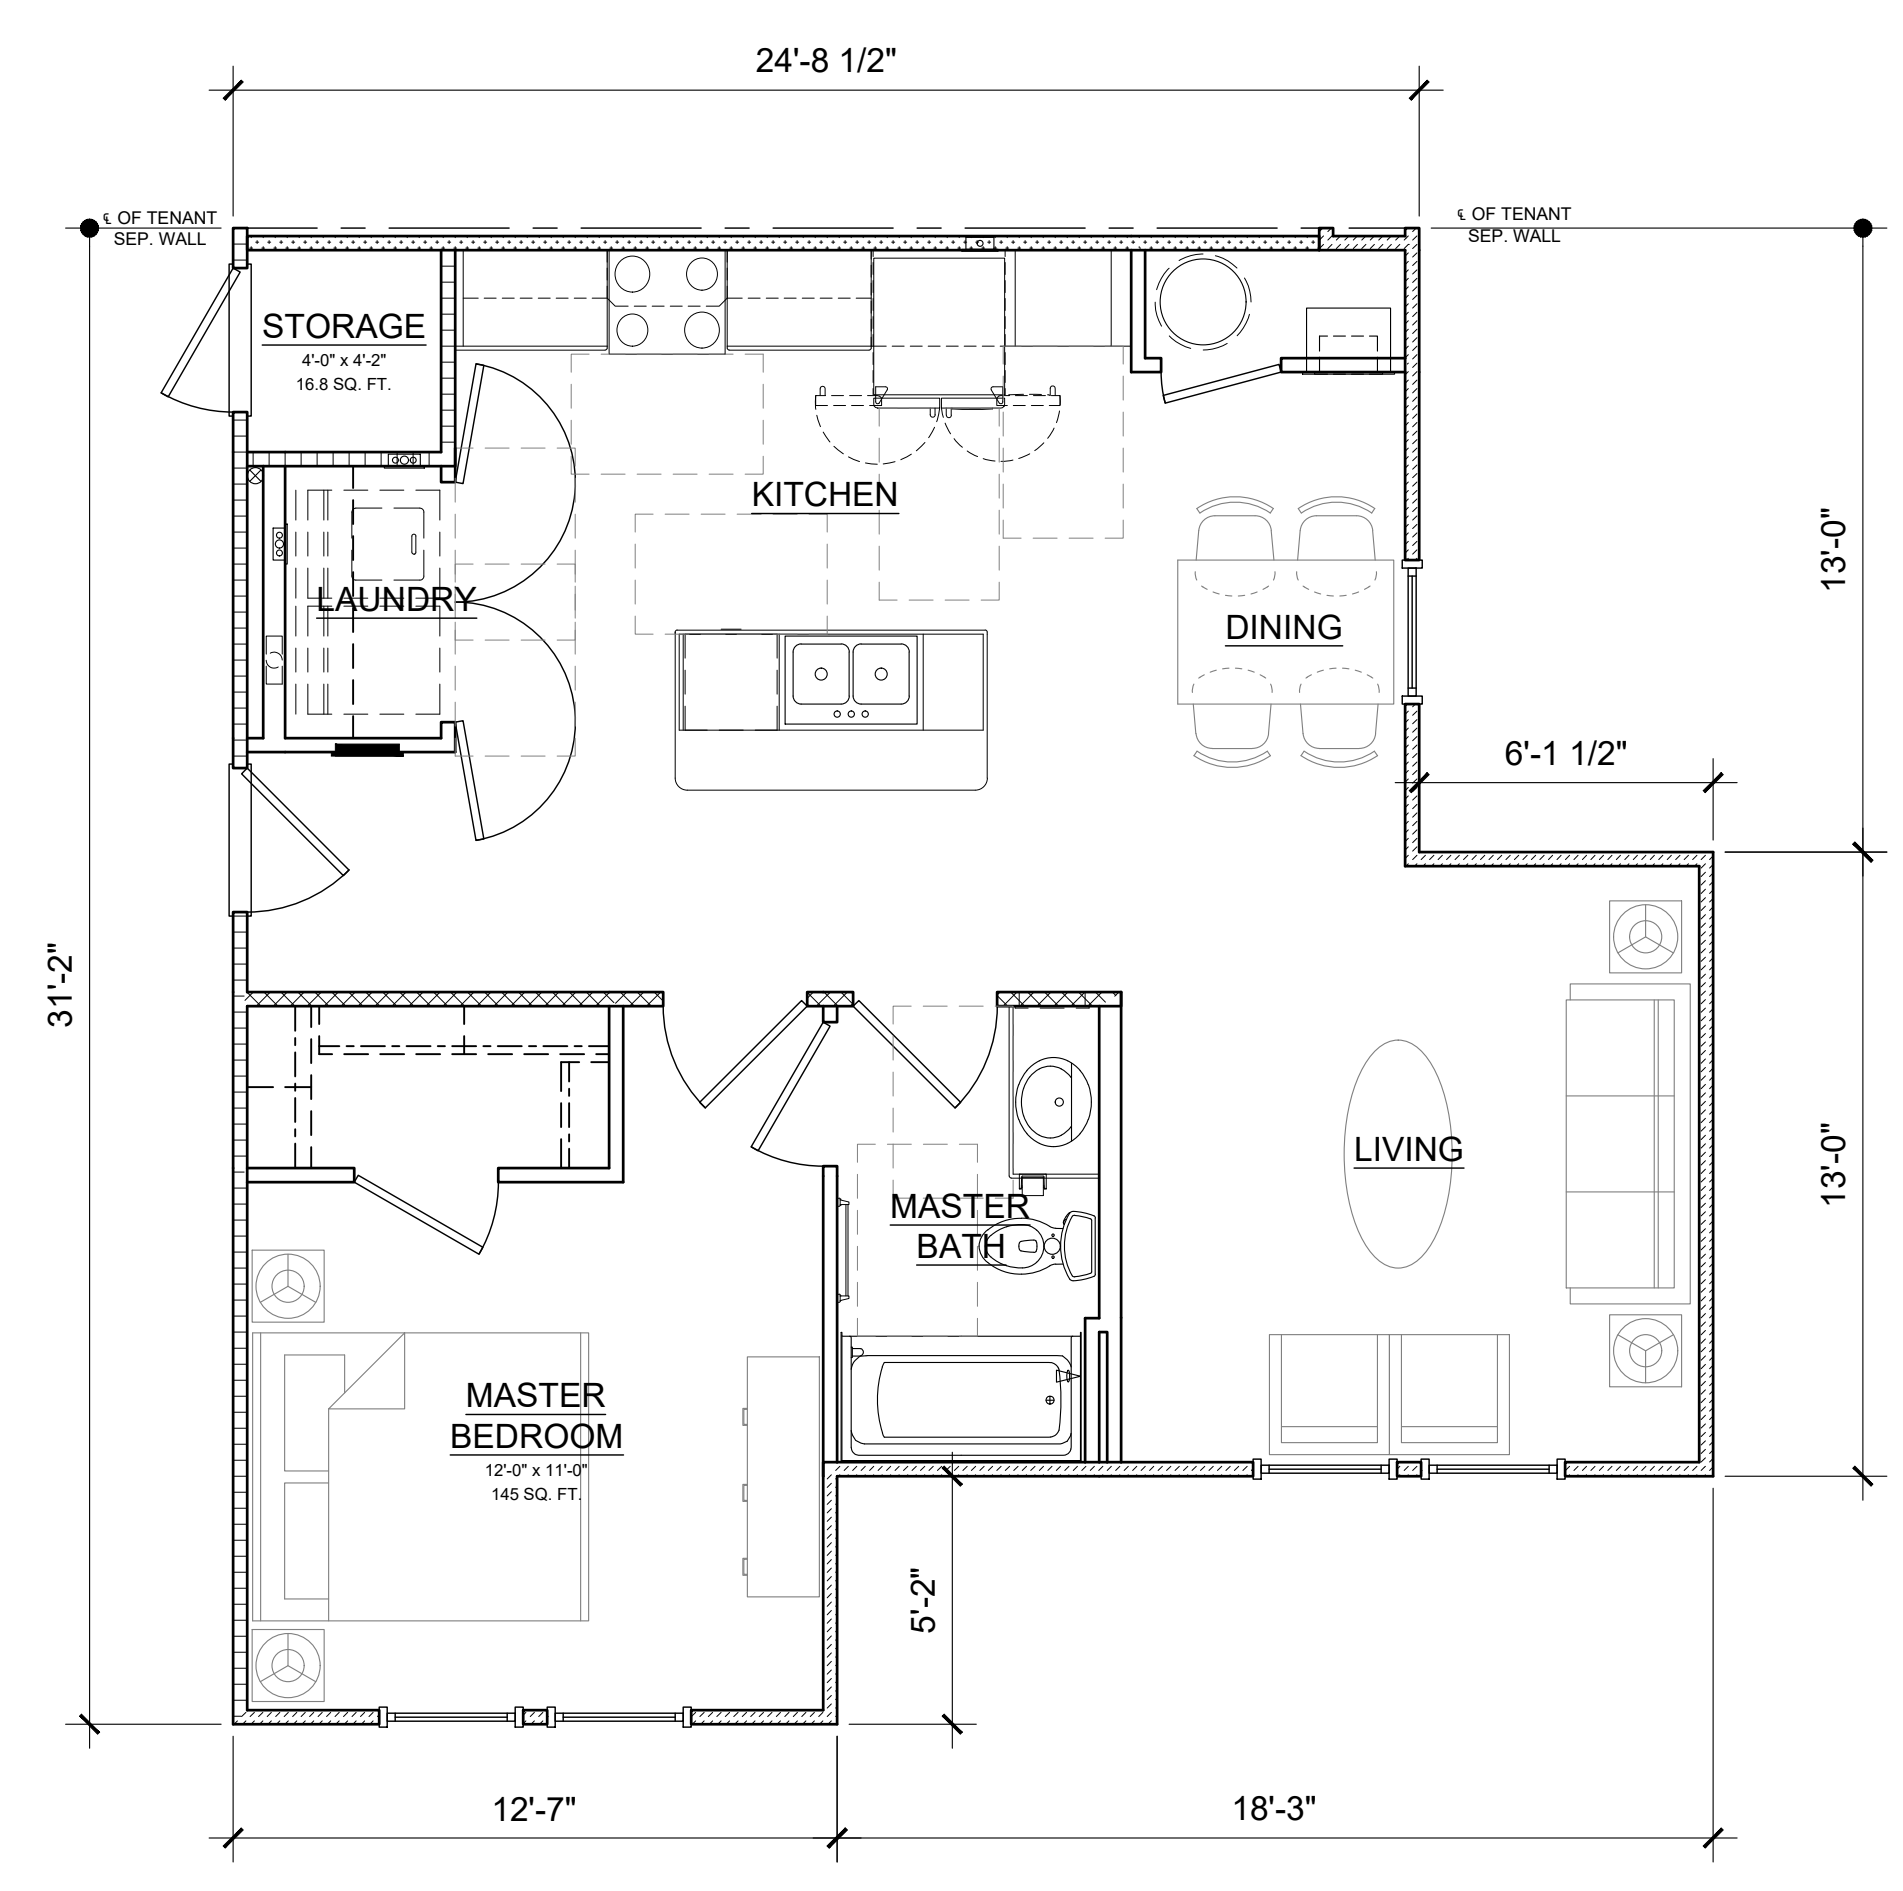 24'-8 1/2"
℄ OF TENANT
SEP. WALL
℄ OF TENANT
SEP. WALL
STORAGE
4'-0" x 4'-2"
16.8 SQ. FT.
KITCHEN
13'-0"
LAUNDRY
DINING
6'-1 1/2"
31'-2"
LIVING
13'-0"
MASTER
BATH
MASTER
BEDROOM
12'-0" x 11'-0"
145 SQ. FT.
5'-2"
12'-7"
18'-3"